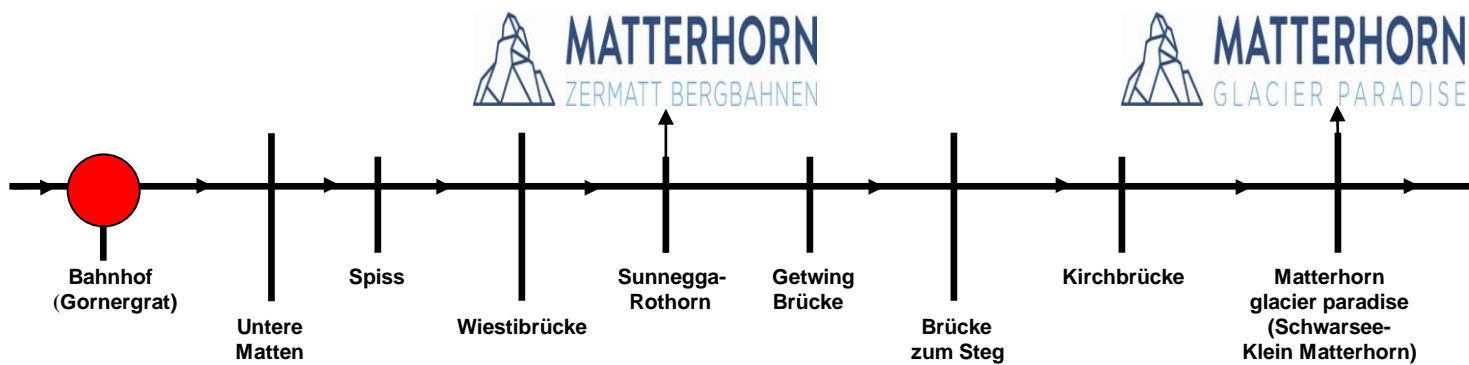 MATTERHORN
ZERMATT BERGBAHNEN
MATTERHORN
GLACIER PARADISE
Bahnhof
(Gornergrat)
Untere
Matten
Spiss
Wiestibrücke
Sunnegga-
Rothorn
Getwing
Brücke
Brücke
zum Steg
Kirchbrücke
Matterhorn
glacier paradise
(Schwarsee-
Klein Matterhorn)